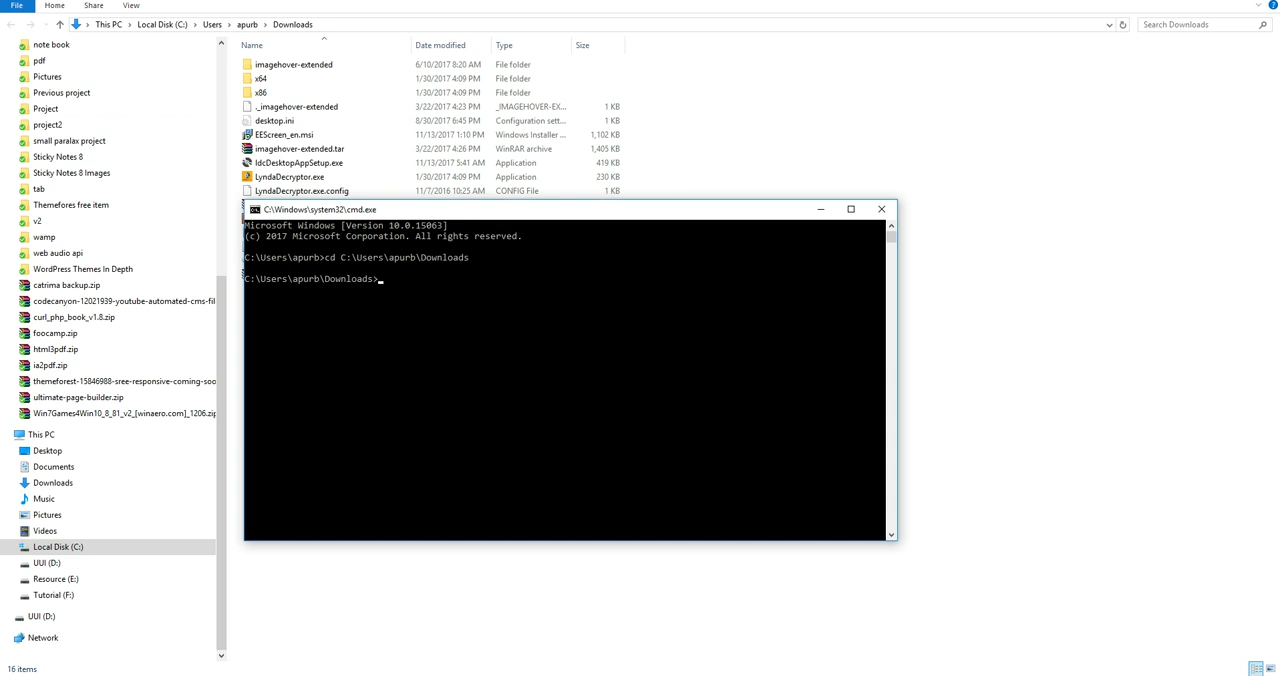 File Home Share View
This PC Local Disk (C:) Users apurb Downloads Search Downloads
note book
pdf
Pictures
Previous project
Project
project2
small paralax project
Sticky Notes 8
Sticky Notes 8 Images
tab
Themefores free item
v2
wamp
web audio api
WordPress Themes In Depth
catrima backup.zip
codecanyon-12021939-youtube-automated-cms-fil
curl_php_book_v1.8.zip
foocamp.zip
html3pdf.zip
ia2pdf.zip
themeforest-15846988-sree-responsive-coming-soo
ultimate-page-builder.zip
Win7Games4Win10_8_81_v2_[winaero.com]_1206.zip
This PC
Desktop
Documents
Downloads
Music
Pictures
Videos
Local Disk (C:)
UUI (D:)
Resource (E:)
Tutorial (F:)
UUI (D:)
Network
16 items
Name Date modified Type Size
imagehover-extended 6/10/2017 8:20 AM File folder
x64 1/30/2017 4:09 PM File folder
x86 1/30/2017 4:09 PM File folder
._imagehover-extended 3/22/2017 4:23 PM _IMAGEHOVER-EX... 1 KB
desktop.ini 8/30/2017 6:45 PM Configuration sett... 1 KB
EEScreen_en.msi 11/13/2017 1:10 PM Windows Installer ... 1,102 KB
imagehover-extended.tar 3/22/2017 4:26 PM WinRAR archive 1,405 KB
IdcDesktopAppSetup.exe 11/13/2017 5:41 AM Application 419 KB
LyndaDecryptor.exe 1/30/2017 4:09 PM Application 230 KB
LyndaDecryptor.exe.config 11/7/2016 10:25 AM CONFIG File 1 KB
C:\Windows\system32\cmd.exe
Microsoft Windows [Version 10.0.15063]
(c) 2017 Microsoft Corporation. All rights reserved.
C:\Users\apurb>cd C:\Users\apurb\Downloads
C:\Users\apurb\Downloads>